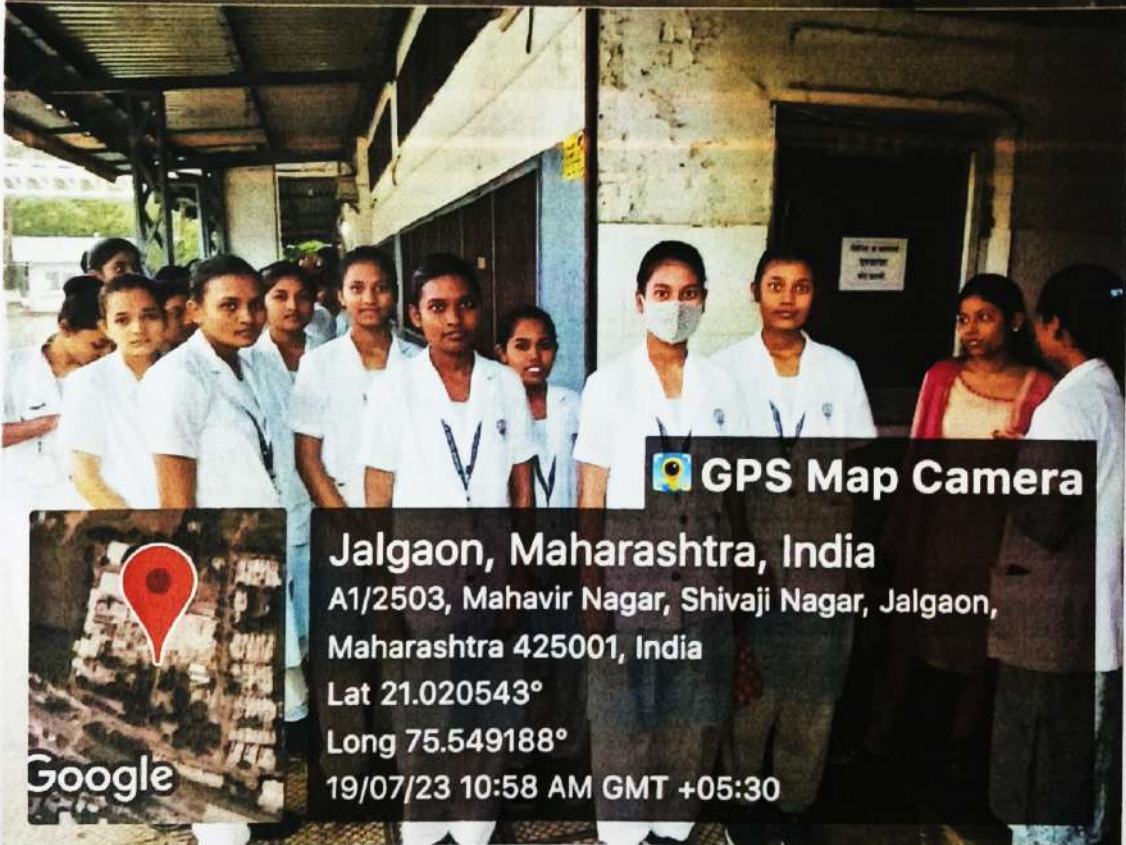 GPS Map Camera
Jalgaon, Maharashtra, India
A1/2503, Mahavir Nagar, Shivaji Nagar, Jalgaon,
Maharashtra 425001, India
Lat 21.020543°
Long 75.549188°
19/07/23 10:58 AM GMT +05:30
Google